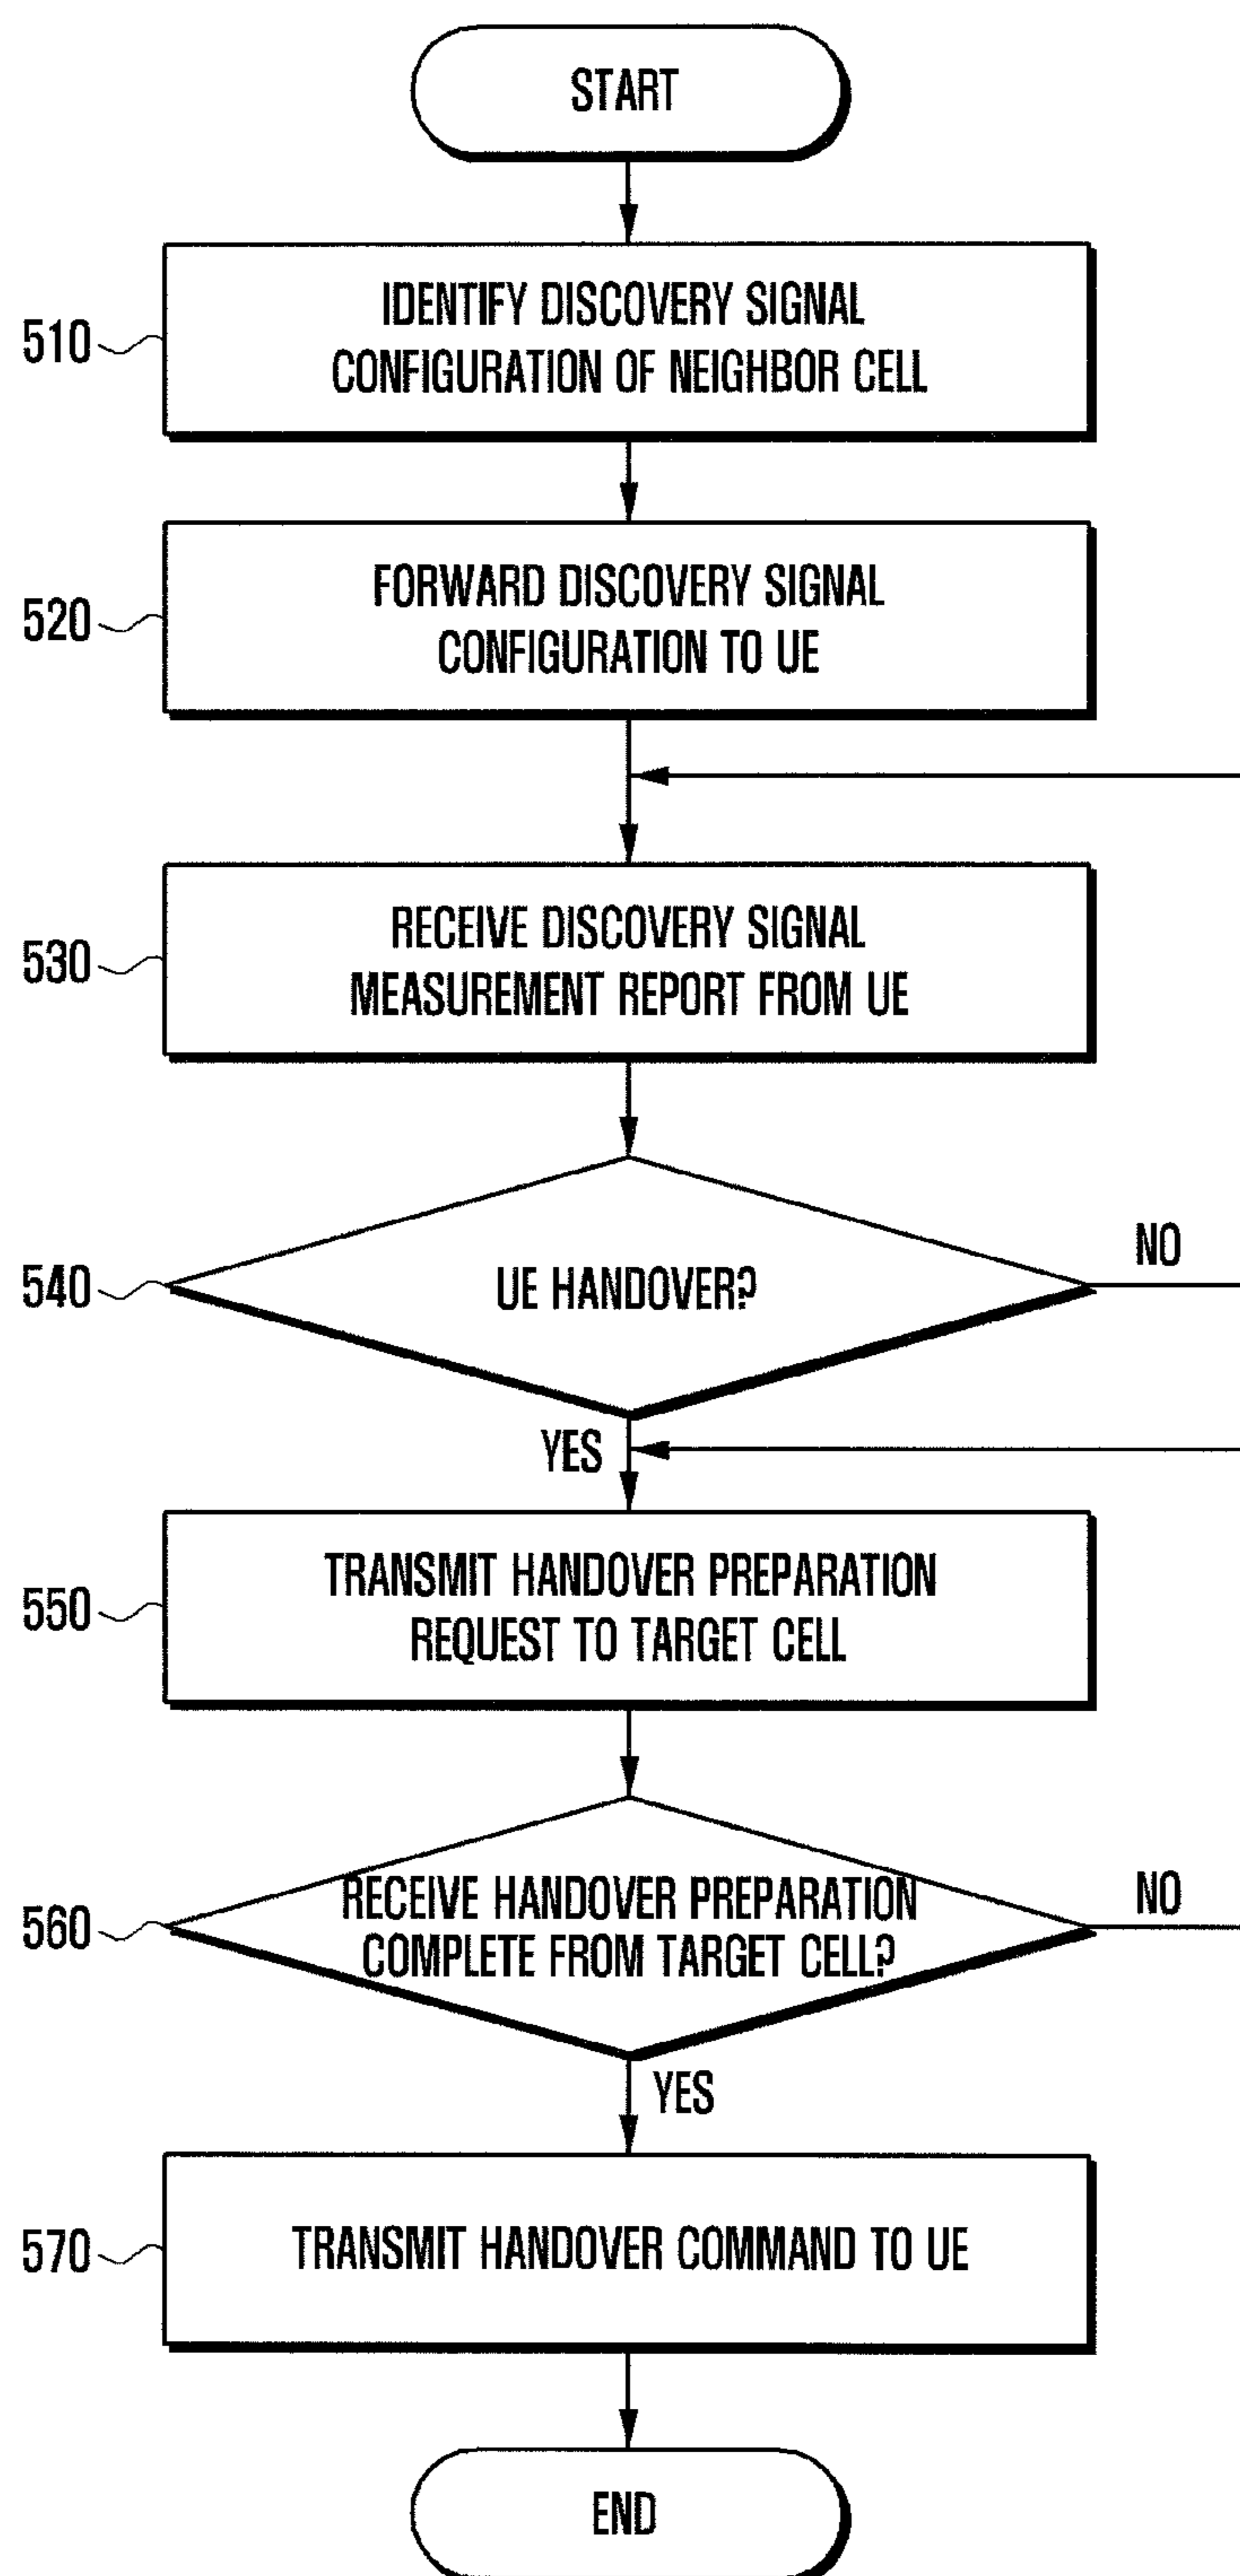 START
510
IDENTIFY DISCOVERY SIGNAL
CONFIGURATION OF NEIGHBOR CELL
520
FORWARD DISCOVERY SIGNAL
CONFIGURATION TO UE
530
RECEIVE DISCOVERY SIGNAL
MEASUREMENT REPORT FROM UE
540
UE HANDOVER?
NO
YES
550
TRANSMIT HANDOVER PREPARATION
REQUEST TO TARGET CELL
560
RECEIVE HANDOVER PREPARATION
COMPLETE FROM TARGET CELL?
NO
YES
570
TRANSMIT HANDOVER COMMAND TO UE
END